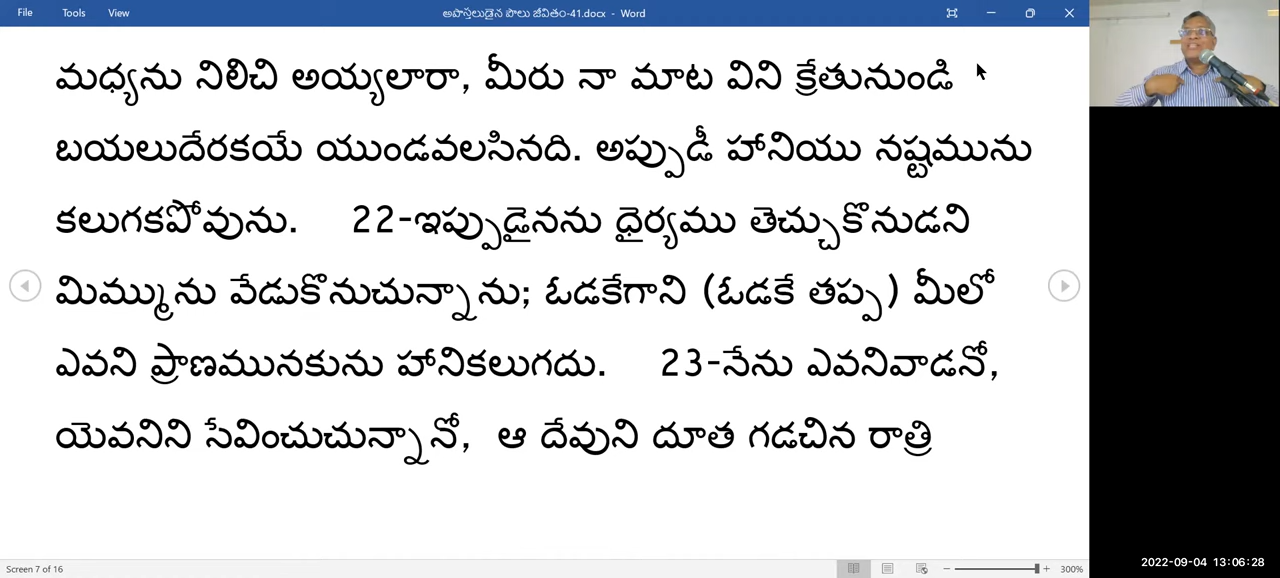 File Tools View అపొస్తలుడైన పౌలు జీవితం-41.docx - Word
మధ్యను నిలిచి అయ్యలారా, మీరు నా మాట విని క్రేతునుండి
బయలుదేరకయే యుండవలసినది. అప్పుడీ హానియు నష్టమును
కలుగకపోవును. 22-ఇప్పుడైనను ధైర్యము తెచ్చుకొనుడని
మిమ్మును వేడుకొనుచున్నాను; ఓడకేగాని (ఓడకే తప్ప) మీలో
ఎవని ప్రాణమునకును హానికలుగదు. 23-నేను ఎవనివాడనో,
యెవనిని సేవించుచున్నానో, ఆ దేవుని దూత గడచిన రాత్రి
Screen 7 of 16 300%
2022-09-04 13:06:28